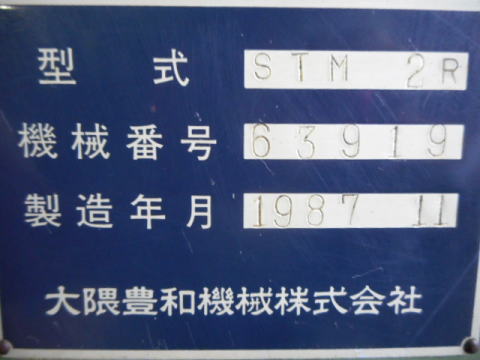 型式 STM 2R
機械番号 63919
製造年月 1987 11
大隈豊和機械株式会社